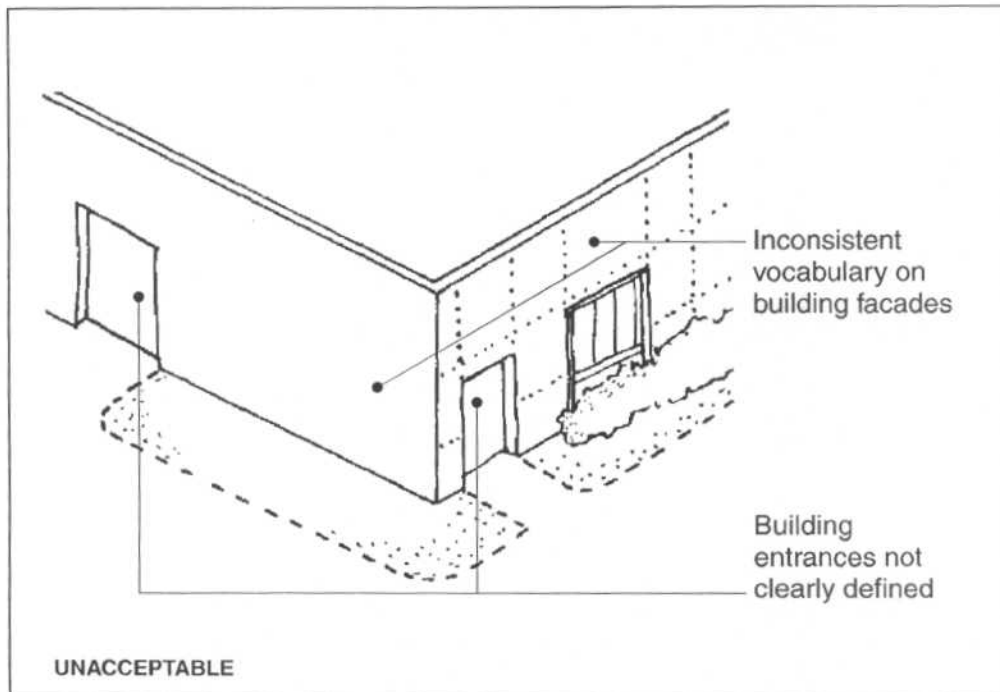 Inconsistent
vocabulary on
building facades
Building
entrances not
clearly defined
UNACCEPTABLE